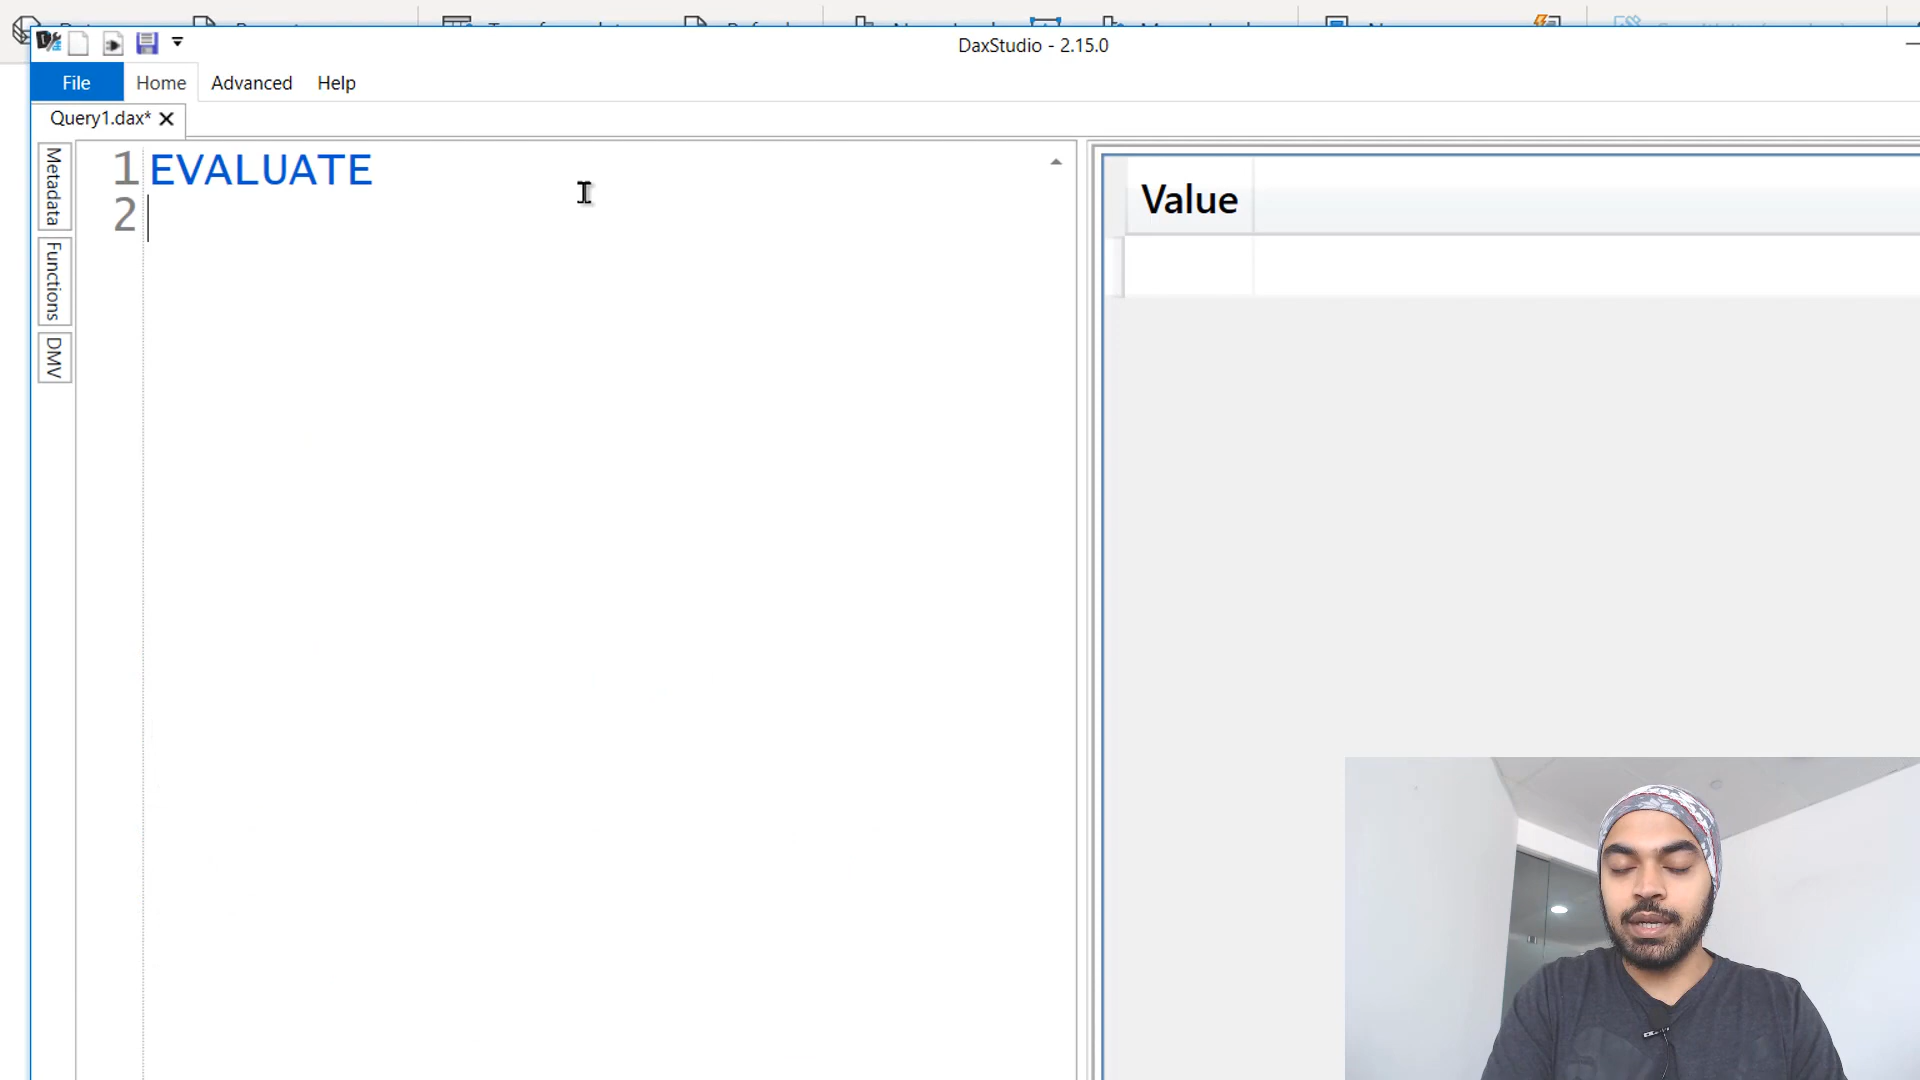 DaxStudio - 2.15.0
File Home Advanced Help
Query1.dax*
Metadata
Functions
DMV
1 EVALUATE
2
Value